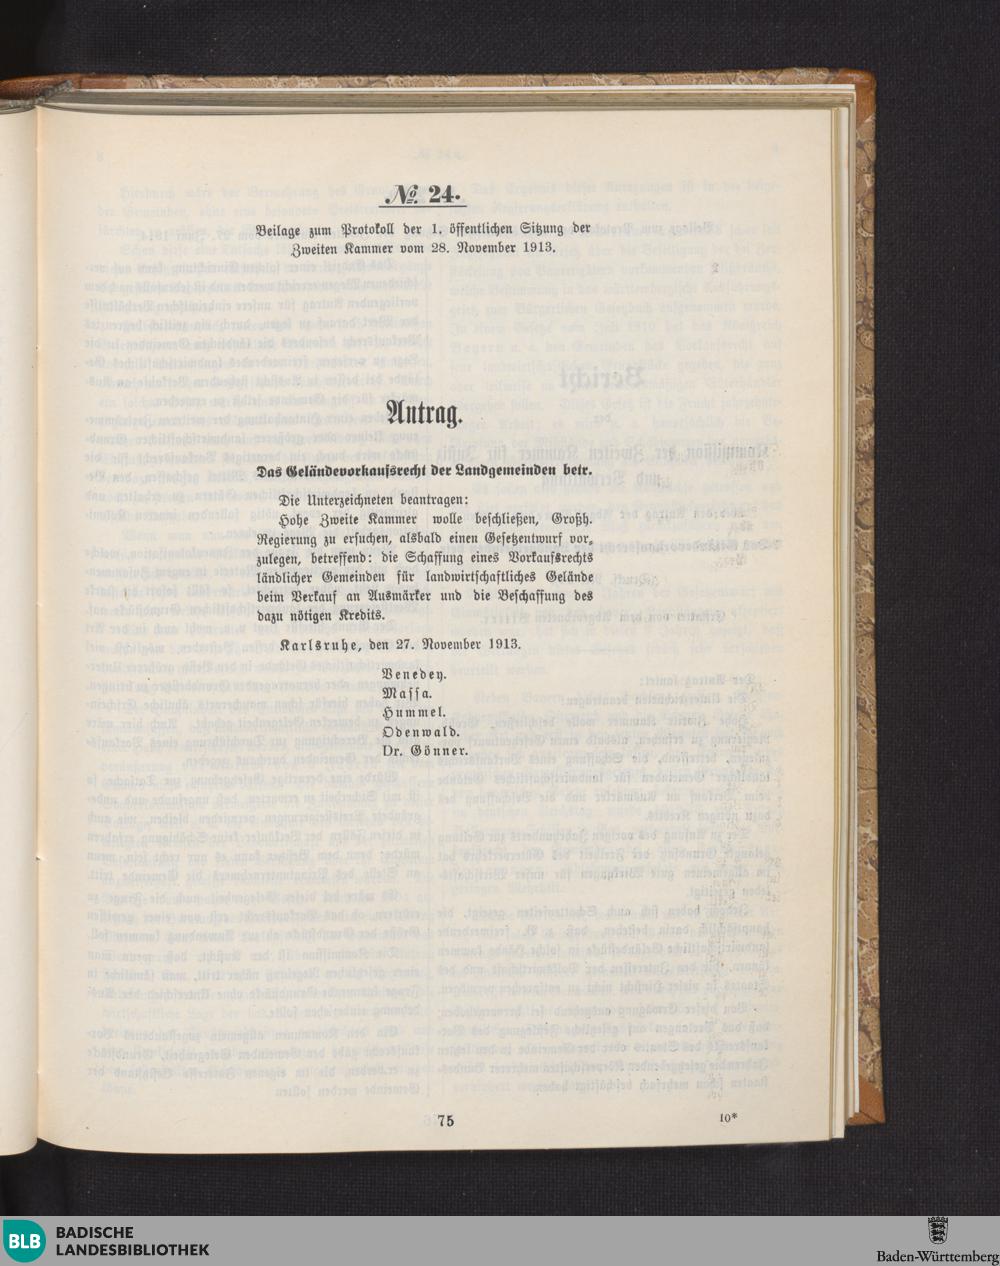 № 24.
Beilage zum Protokoll der 1. öffentlichen Sitzung der
Zweiten Kammer vom 28. November 1913.
Antrag.
Das Geländevorkaufsrecht der Landgemeinden betr.
Die Unterzeichneten beantragen:
Hohe Zweite Kammer wolle beschließen, Großh.
Regierung zu ersuchen, alsbald einen Gesetzentwurf vor-
zulegen, betreffend: die Schaffung eines Vorkaufsrechts
ländlicher Gemeinden für landwirtschaftliches Gelände
beim Verkauf an Ausmärker und die Beschaffung des
dazu nötigen Kredits.
Karlsruhe, den 27. November 1913.
Venedey.
Massa.
Hummel.
Odenwald.
Dr. Gönner.
75
10*
BLB BADISCHE
LANDESBIBLIOTHEK
Baden-Württemberg